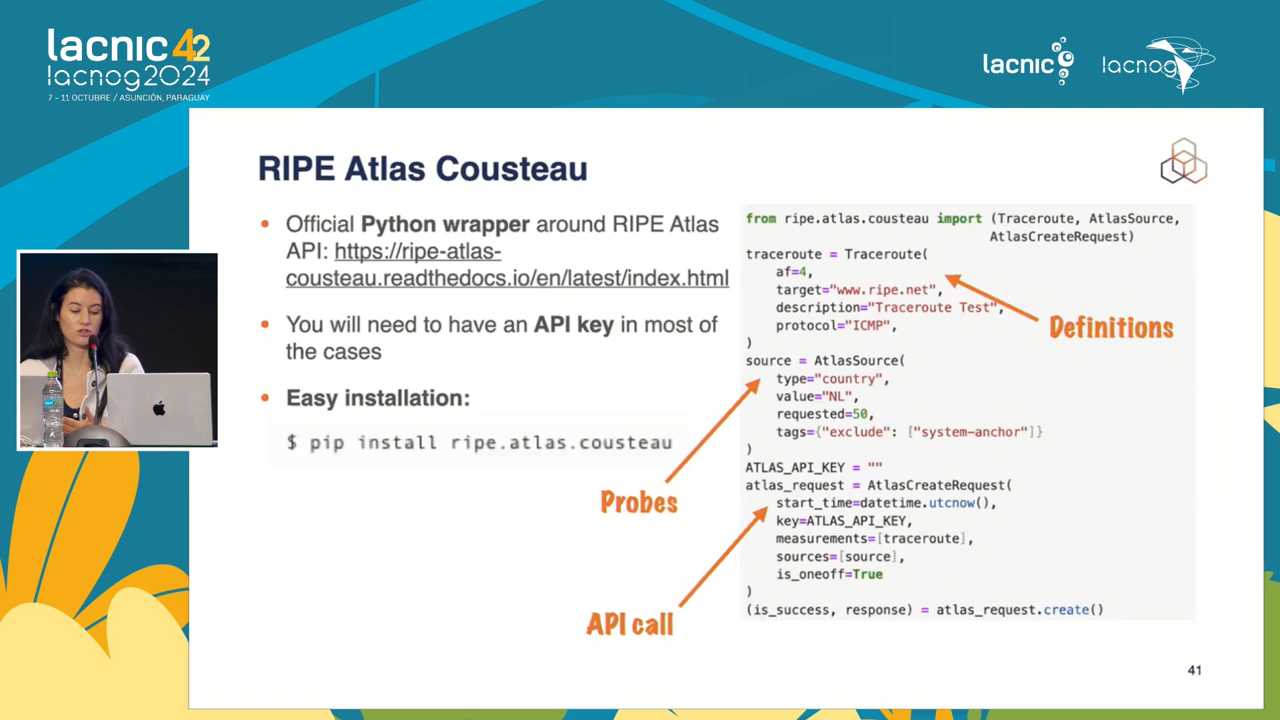 lacnic 42
lacnog2024
7 - 11 OCTUBRE / ASUNCIÓN, PARAGUAY
lacnic
lacnog
RIPE Atlas Cousteau
• Official Python wrapper around RIPE Atlas
API: https://ripe-atlas-
cousteau.readthedocs.io/en/latest/index.html
• You will need to have an API key in most of
the cases
• Easy installation:
$ pip install ripe.atlas.cousteau
from ripe.atlas.cousteau import (Traceroute, AtlasSource,
AtlasCreateRequest)
traceroute = Traceroute(
af=4,
target="www.ripe.net",
description="Traceroute Test",
protocol="ICMP",
)
source = AtlasSource(
type="country",
value="NL",
requested=50,
tags={"exclude": ["system-anchor"]}
)
ATLAS_API_KEY = ""
atlas_request = AtlasCreateRequest(
start_time=datetime.utcnow(),
key=ATLAS_API_KEY,
measurements=[traceroute],
sources=[source],
is_oneoff=True
)
(is_success, response) = atlas_request.create()
Definitions
Probes
API call
41